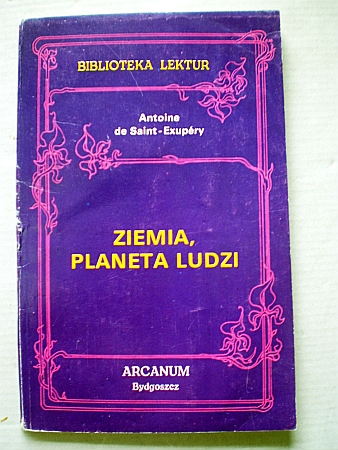 BIBLIOTEKA LEKTUR
Antoine
de Saint-Exupéry
ZIEMIA,
PLANETA LUDZI
ARCANUM
Bydgoszcz